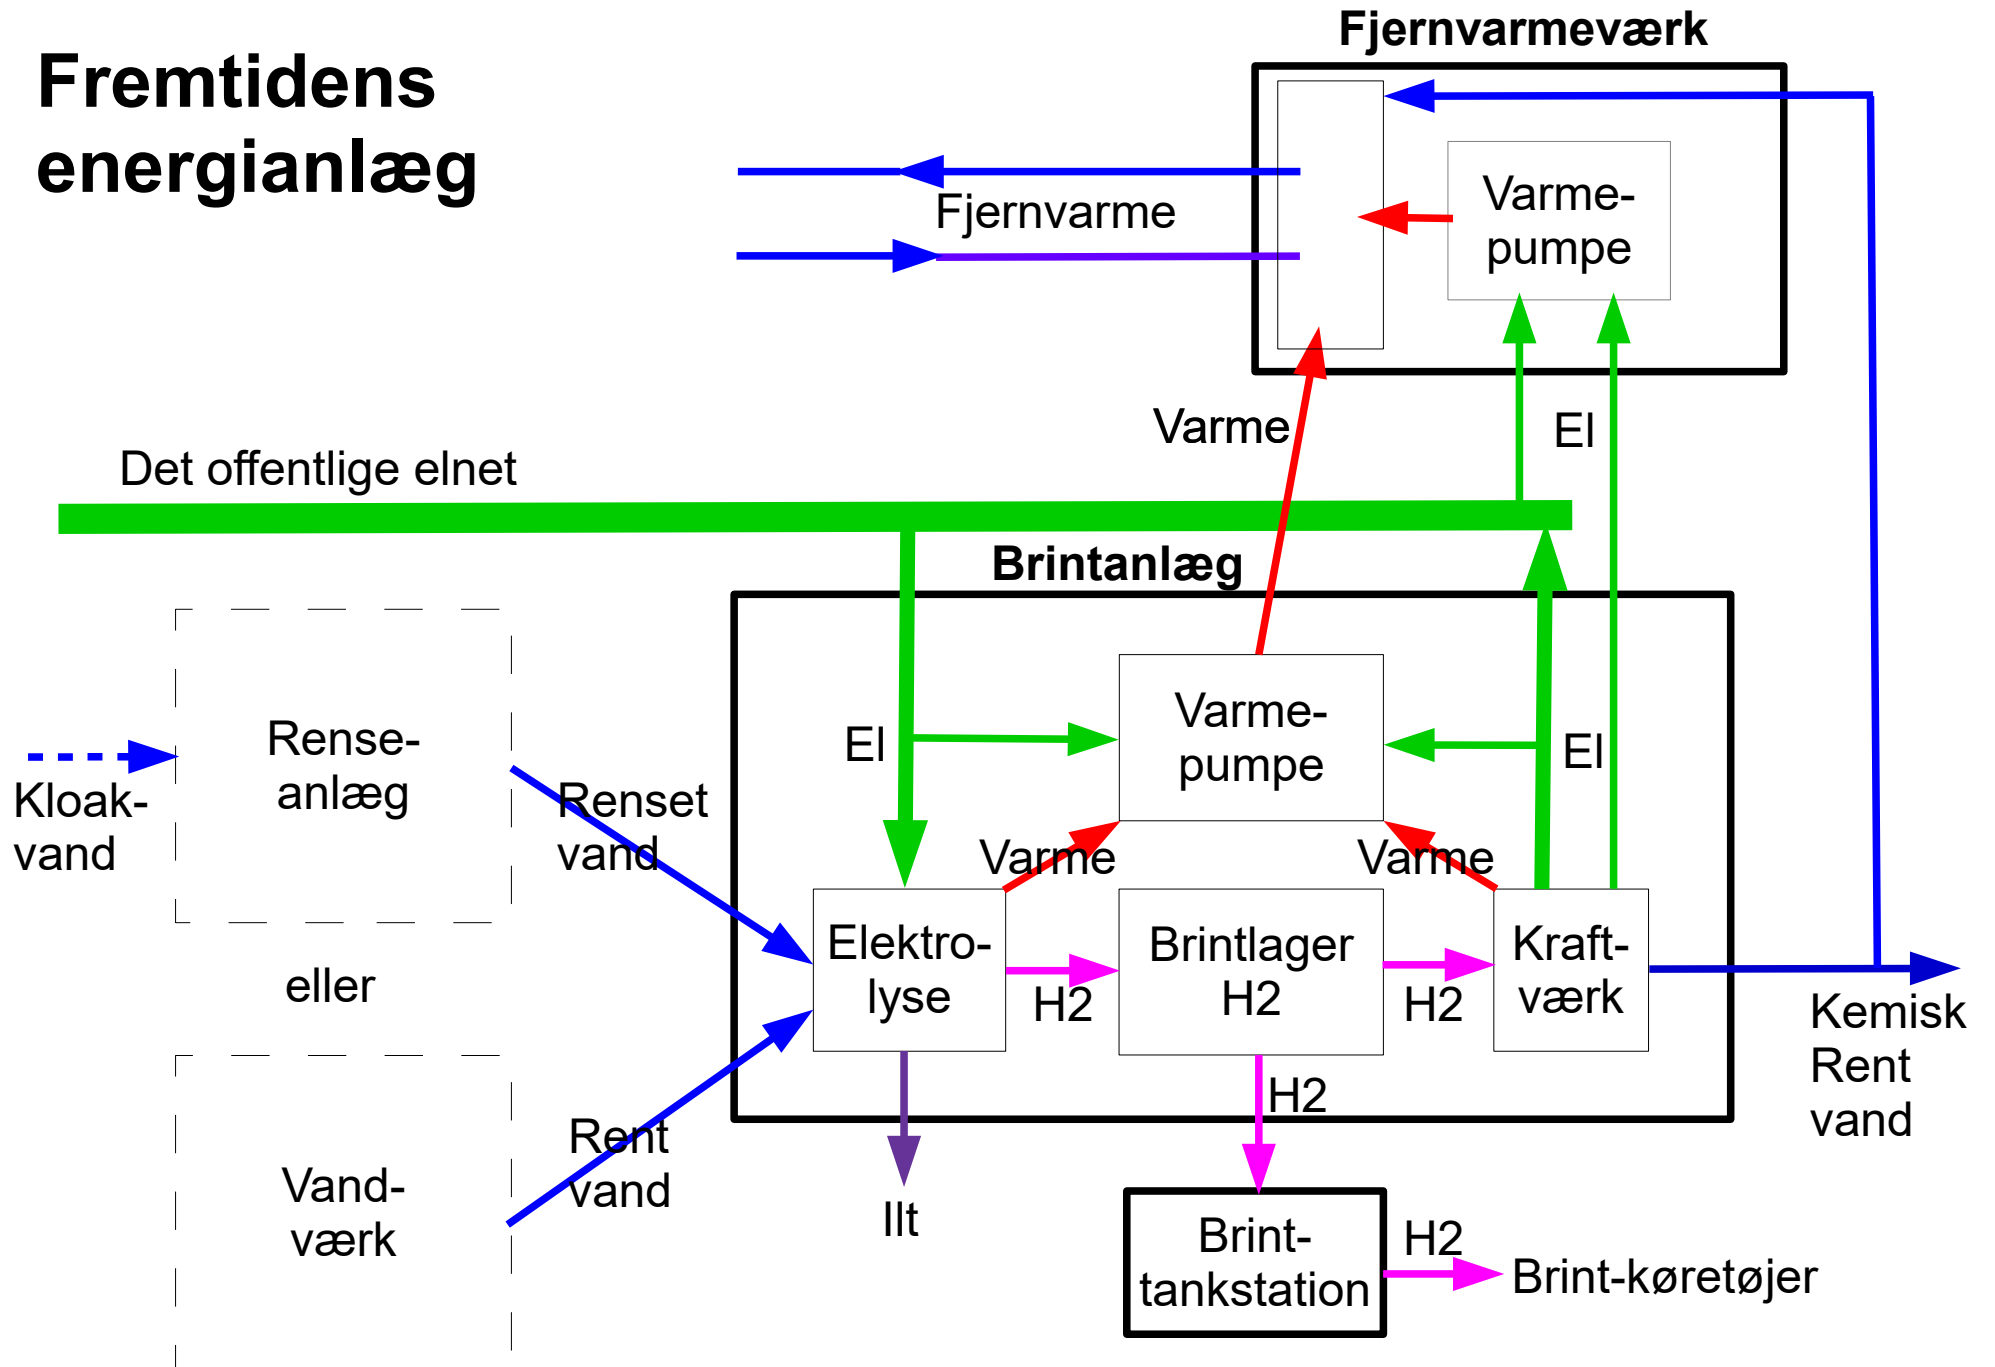 Fremtidens
energianlæg
Fjernvarmeværk
Varme-
pumpe
Fjernvarme
Varme
El
Det offentlige elnet
Brintanlæg
Varme-
pumpe
El
El
Rense-
anlæg
Kloak-
vand
Renset
vand
Varme
Varme
Elektro-
lyse
Brintlager
H2
Kraft-
værk
H2
H2
eller
Kemisk
Rent
vand
H2
Rent
vand
Vand-
værk
Ilt
Brint-
tankstation
H2
Brint-køretøjer